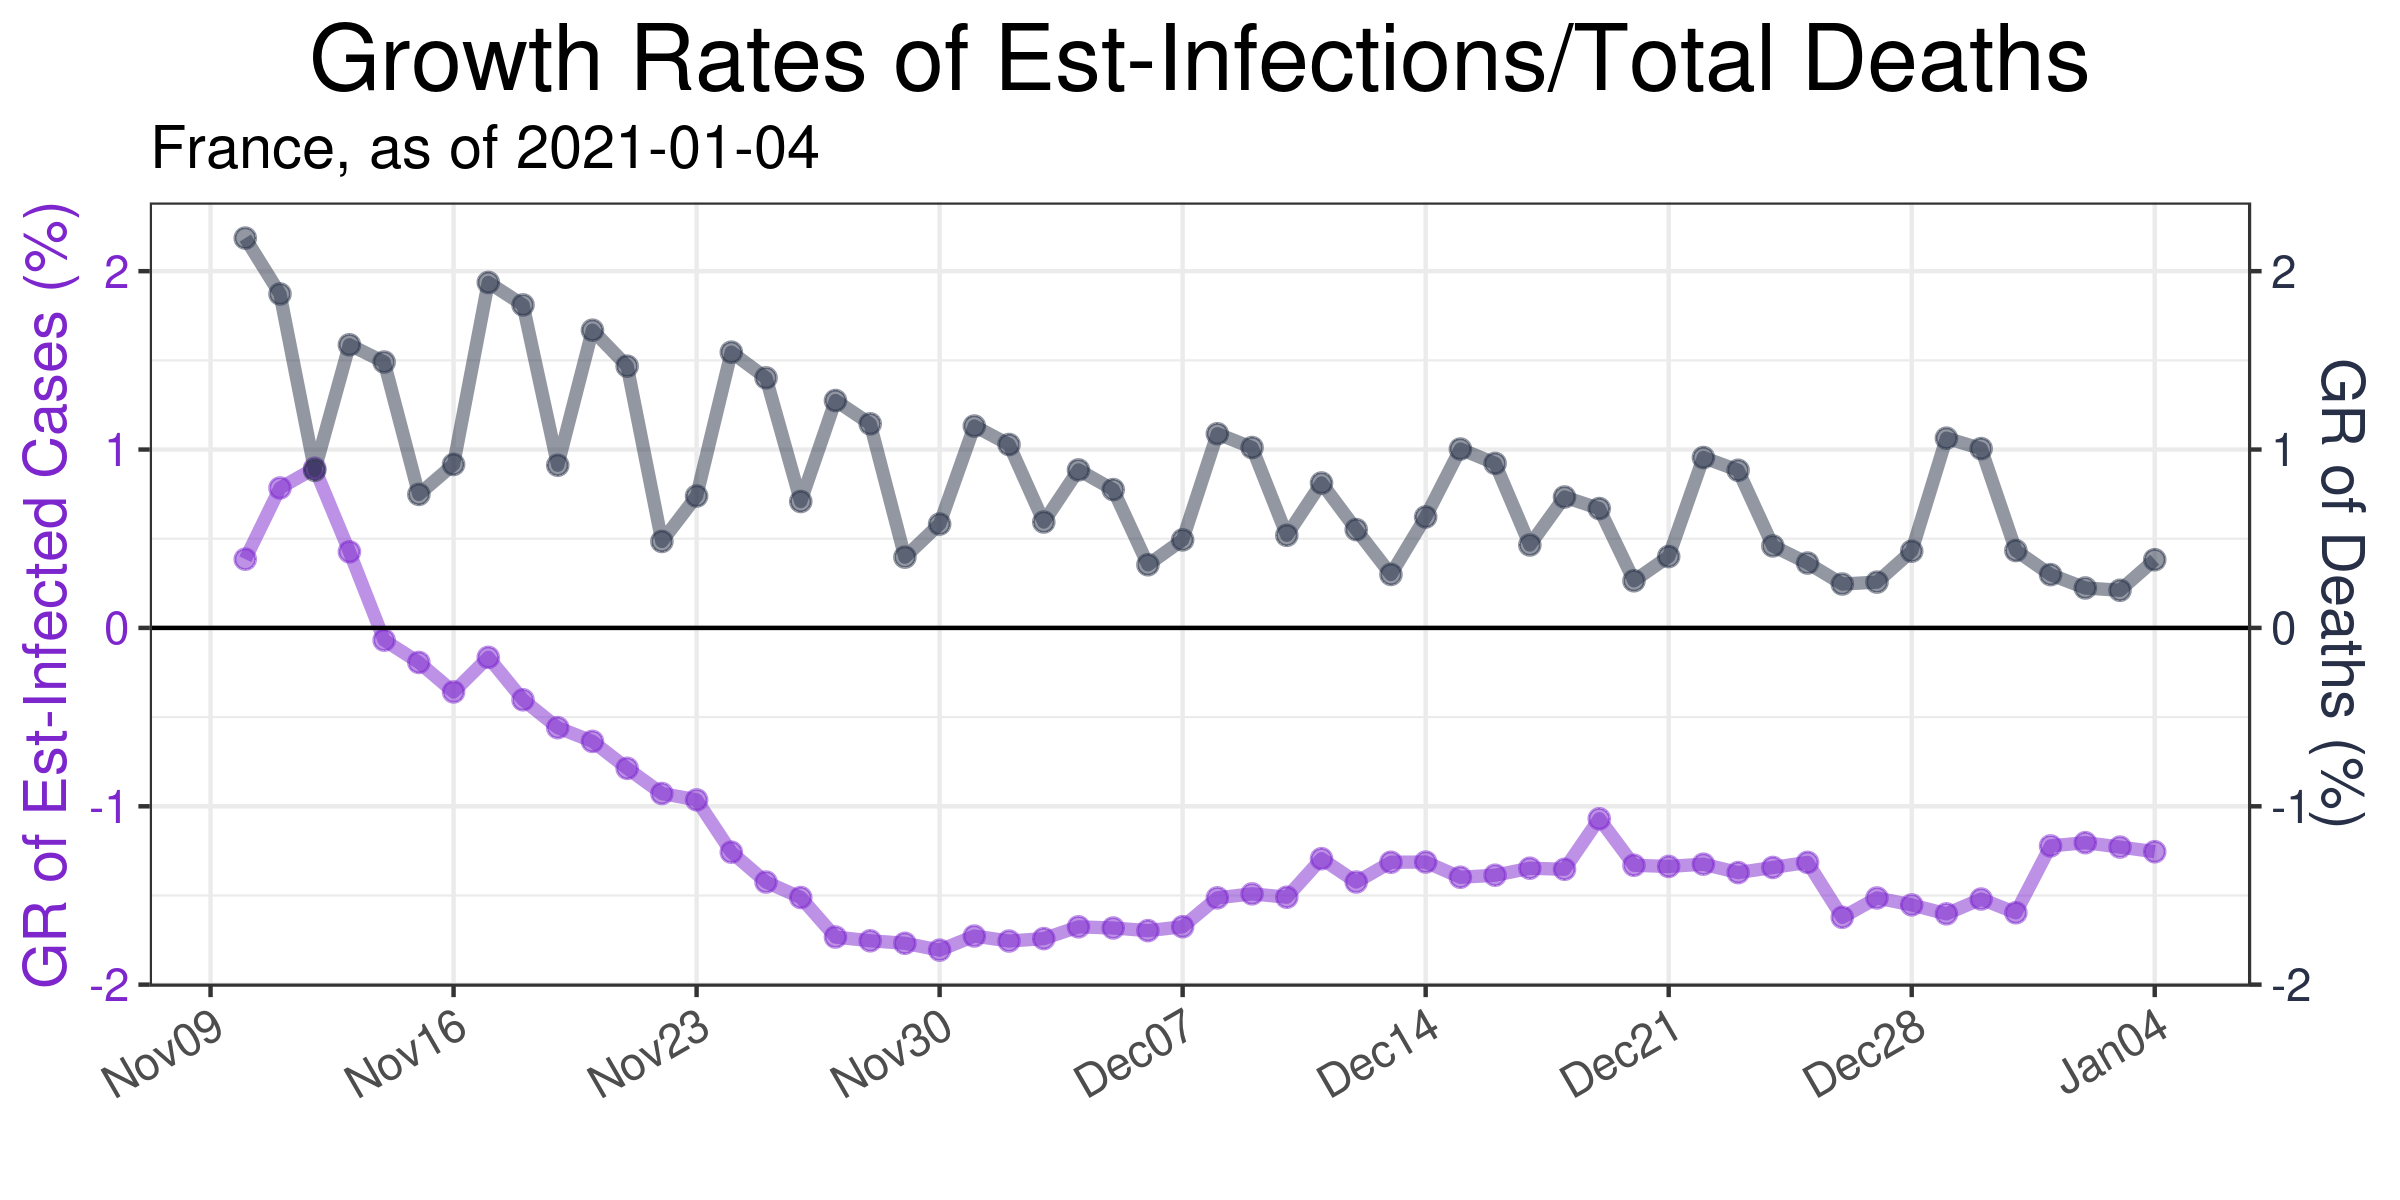 Growth Rates of Est-Infections/Total Deaths
France, as of 2021-01-04
GR of Est-Infected Cases (%)
2
1
0
-1
-2
2
1
0
-1
-2
GR of Deaths (%)
Nov09
Nov16
Nov23
Nov30
Dec07
Dec14
Dec21
Dec28
Jan04